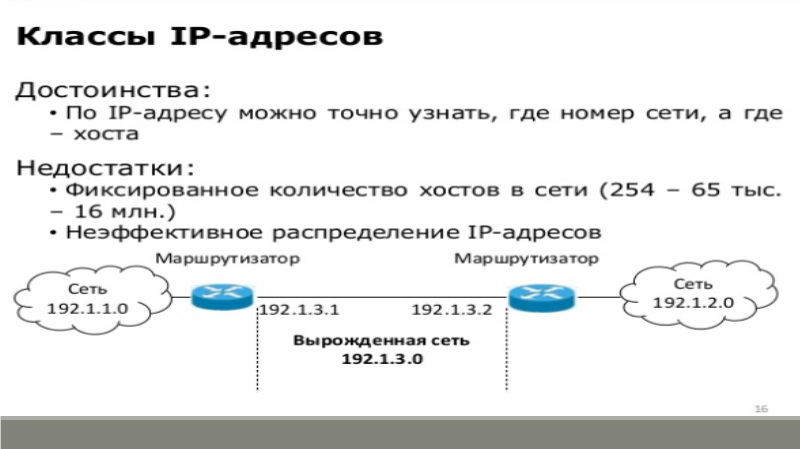 Классы IP-адресов
Достоинства:
• По IP-адресу можно точно узнать, где номер сети, а где
– хоста
Недостатки:
• Фиксированное количество хостов в сети (254 – 65 тыс.
– 16 млн.)
• Неэффективное распределение IP-адресов
Маршрутизатор
Маршрутизатор
Сеть
192.1.1.0
192.1.3.1
192.1.3.2
Сеть
192.1.2.0
Вырожденная сеть
192.1.3.0
16